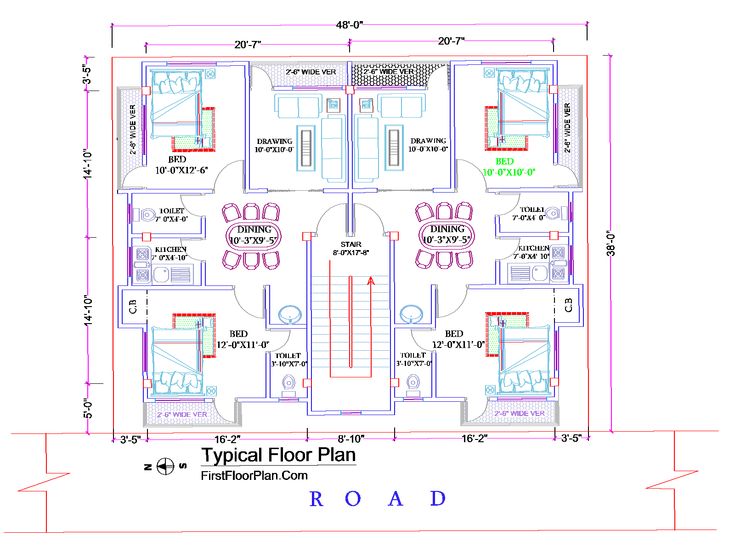 48'-0"
20'-7"
20'-7"
3'-5"
14'-10"
14'-10"
5'-0"
38'-0"
2'-6" WIDE VER
2'-6" WIDE VER
2'-6" WIDE VER
2'-6" WIDE VER
BED
10'-0"X12'-6"
DRAWING
10'-0"X10'-0
DRAWING
10'-0"X10'-0
BED
10'-0"X10'-0"
TOILET
7'-0"X4'-0"
DINING
10'-3"X9'-5"
STAIR
8'-0"X17'-8"
DINING
10'-3"X9'-5"
TOILET
7'-0"X4'-0"
KITCHEN
7'-0"X4'-10"
KITCHEN
7'-0"X4'-10"
C.B
C.B
BED
12'-0"X11'-0"
TOILET
3'-10"X7'-0"
TOILET
3'-10"X7'-0"
BED
12'-0"X11'-0"
2'-6" WIDE VER
2'-6" WIDE VER
3'-5"
16'-2"
8'-10"
16'-2"
3'-5"
N S
Typical Floor Plan
FirstFloorPlan.Com
ROAD